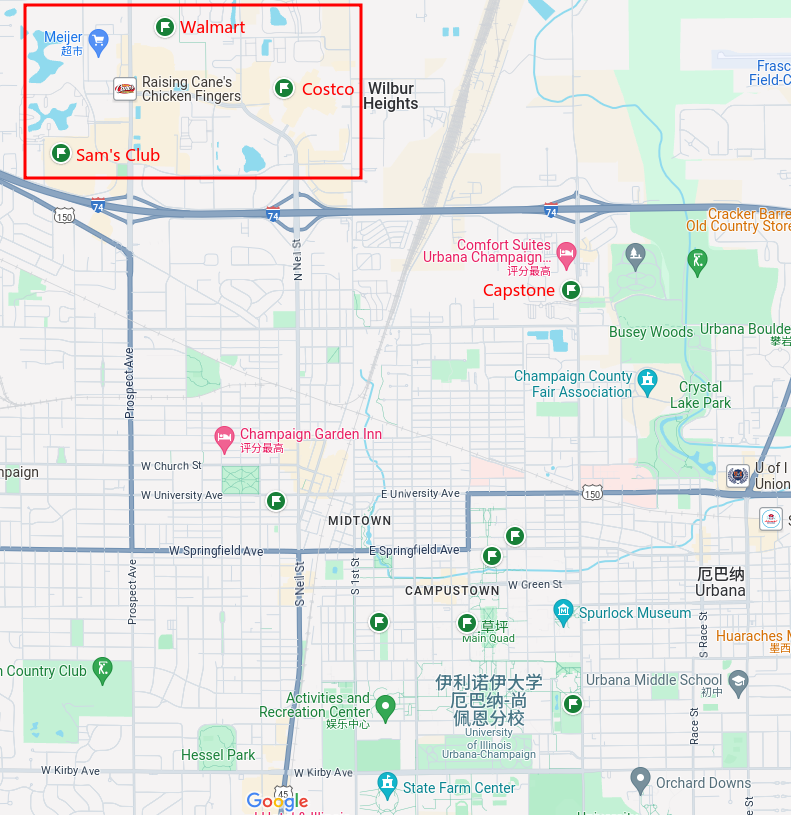 Walmart
Meijer
超市
Raising Cane's
Chicken Fingers
Costco
Wilbur
Heights
Frasc
Field-C
Sam's Club
74
150
74
74
Cracker Barre
Old Country Store
N Neil St
Comfort Suites
Urbana Champaign...
评分最高
Capstone
Busey Woods
Urbana Boulde
攀岩
Prospect Ave
Champaign County
Fair Association
Crystal
Lake Park
Champaign Garden Inn
评分最高
W Church St
npaign
U of I
Union
W University Ave
E University Ave
150
MIDTOWN
S
W Springfield Ave
E Springfield Ave
Prospect Ave
S Neil St
S 1st St
CAMPUSTOWN
W Green St
厄巴纳
Urbana
Spurlock Museum
草坪
Main Quad
S Race St
Huaraches M
墨西
n Country Club
伊利诺伊大学
厄巴纳-尚
佩恩分校
University
of Illinois
Urbana-Champaign
Urbana Middle School
初中
Activities and
Recreation Center
娱乐中心
Race St
Hessel Park
W Kirby Ave
W Kirby Ave
State Farm Center
Orchard Downs
Google
45
e St